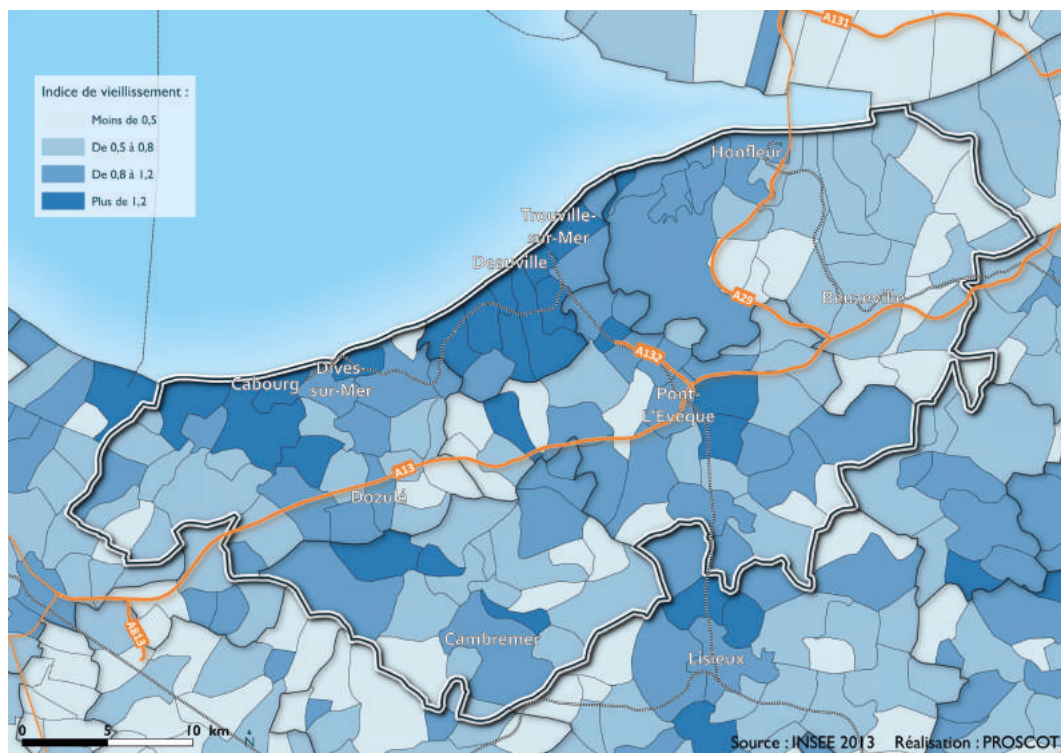 A131
Indice de vieillissement :
Moins de 0,5
De 0,5 à 0,8
De 0,8 à 1,2
Plus de 1,2
Honfleur
Trouville-
sur-Mer
Deauville
A29
Beuzeville
A132
Cabourg
Dives-
sur-Mer
Pont-
L'Evêque
A13
Dozulé
A813
Cambremer
Lisieux
0 5 10 km
N
Source : INSEE 2013 Réalisation : PROSCOT